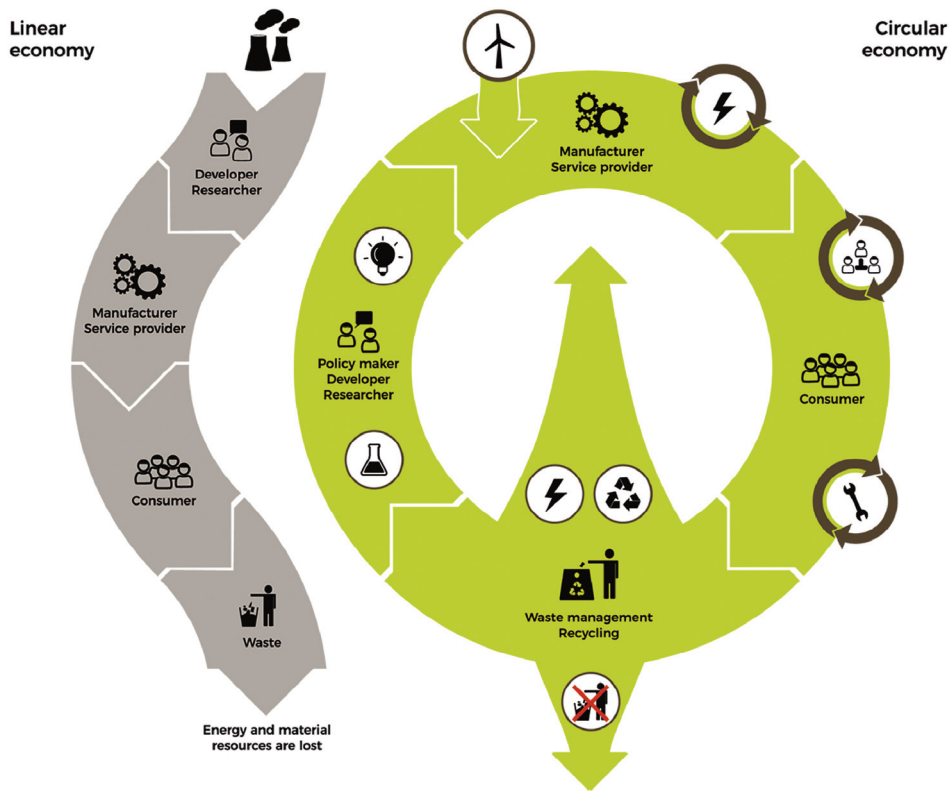 Linear
economy
Developer
Researcher
Manufacturer
Service provider
Consumer
Waste
Energy and material
resources are lost
Circular
economy
Manufacturer
Service provider
Policy maker
Developer
Researcher
Consumer
Waste management
Recycling